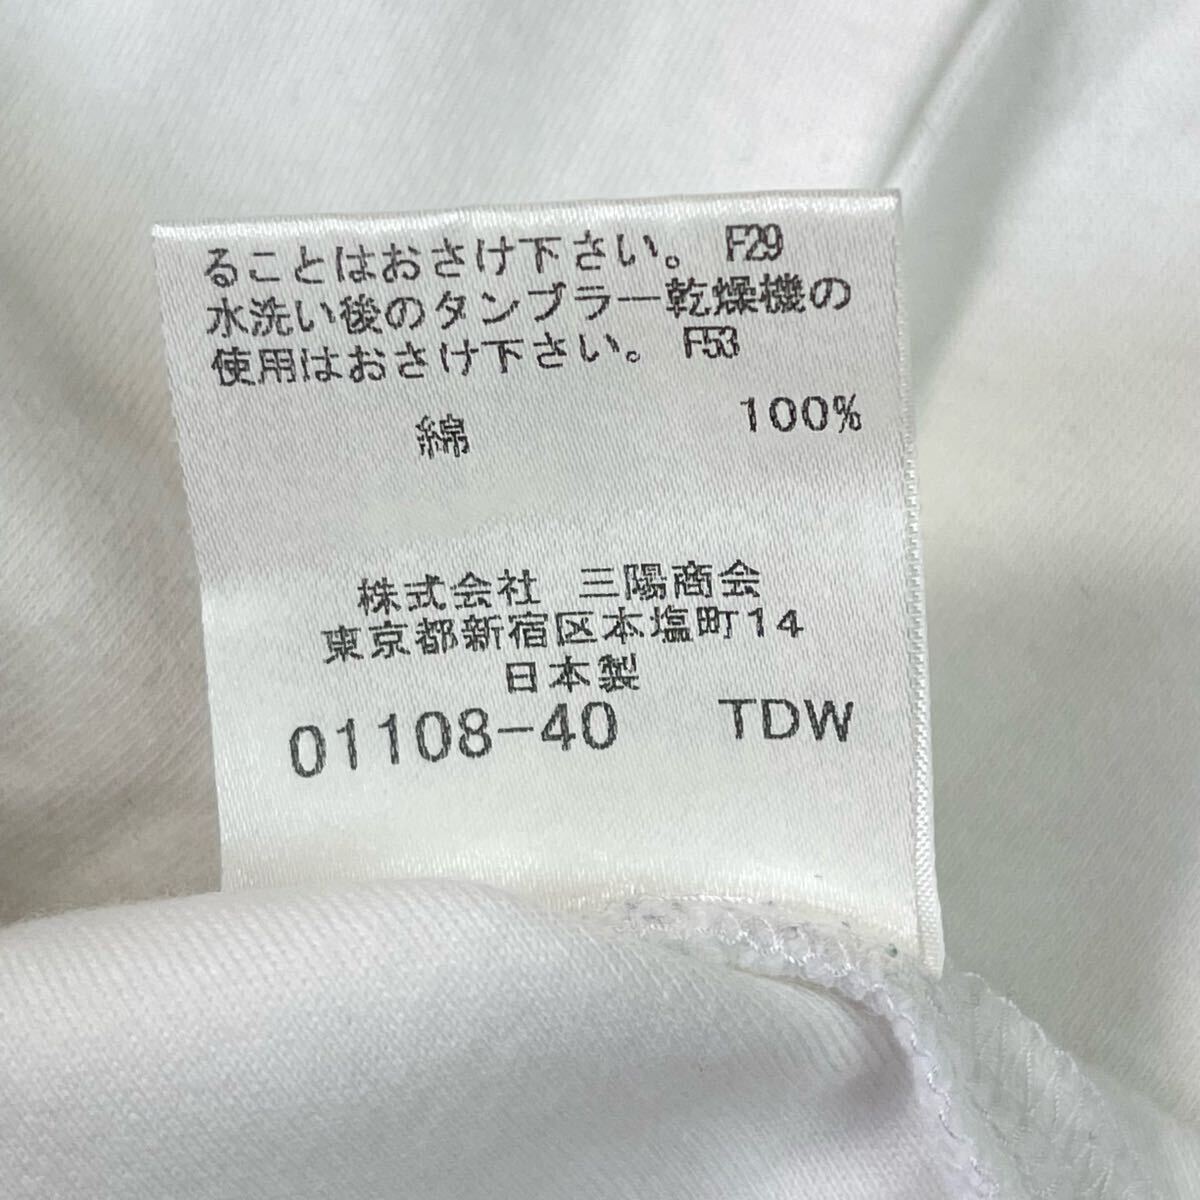 ることはおさけ下さい。 F29
水洗い後のタンブラー乾燥機の
使用はおさけ下さい。 F53
綿 100%
株式会社 三陽商会
東京都新宿区本塩町14
日本製
01108-40 TDW